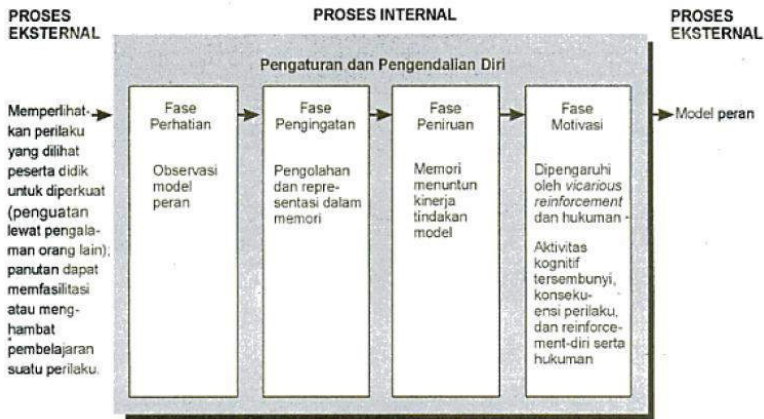 PROSES
EKSTERNAL
PROSES INTERNAL
PROSES
EKSTERNAL
Pengaturan dan Pengendalian Diri
Memperlihat-
kan perilaku
yang dilihat
peserta didik
untuk diperkuat
(penguatan
lewat pengala-
man orang lain);
panutan dapat
memfasilitasi
atau meng-
hambat
pembelajaran
suatu perilaku.
Fase
Perhatian
Observasi
model
peran
Fase
Pengingatan
Pengolahan
dan repre-
sentasi dalam
memori
Fase
Peniruan
Memori
menuntun
kinerja
tindakan
model
Fase
Motivasi
Dipengaruhi
oleh vicarious
reinforcement
dan hukuman -
Aktivitas
kognitif
tersembunyi,
konseku-
ensi perilaku,
dan reinforce-
ment-diri serta
hukuman
Model peran